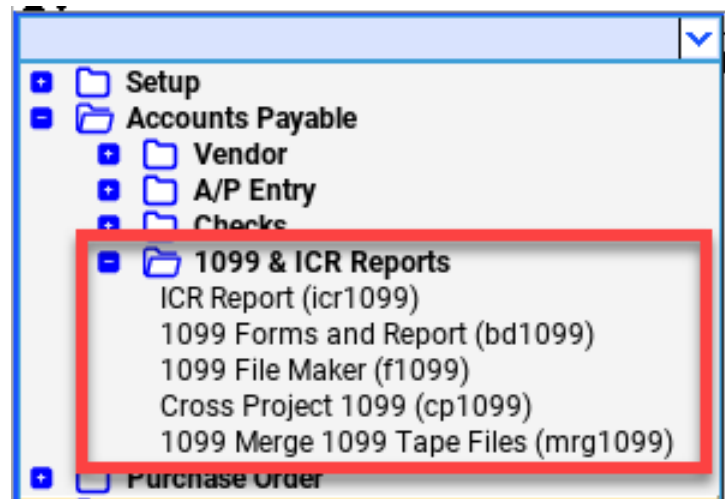 Setup
Accounts Payable
Vendor
A/P Entry
Checks
1099 & ICR Reports
ICR Report (icr1099)
1099 Forms and Report (bd1099)
1099 File Maker (f1099)
Cross Project 1099 (cp1099)
1099 Merge 1099 Tape Files (mrg1099)
Purchase Order